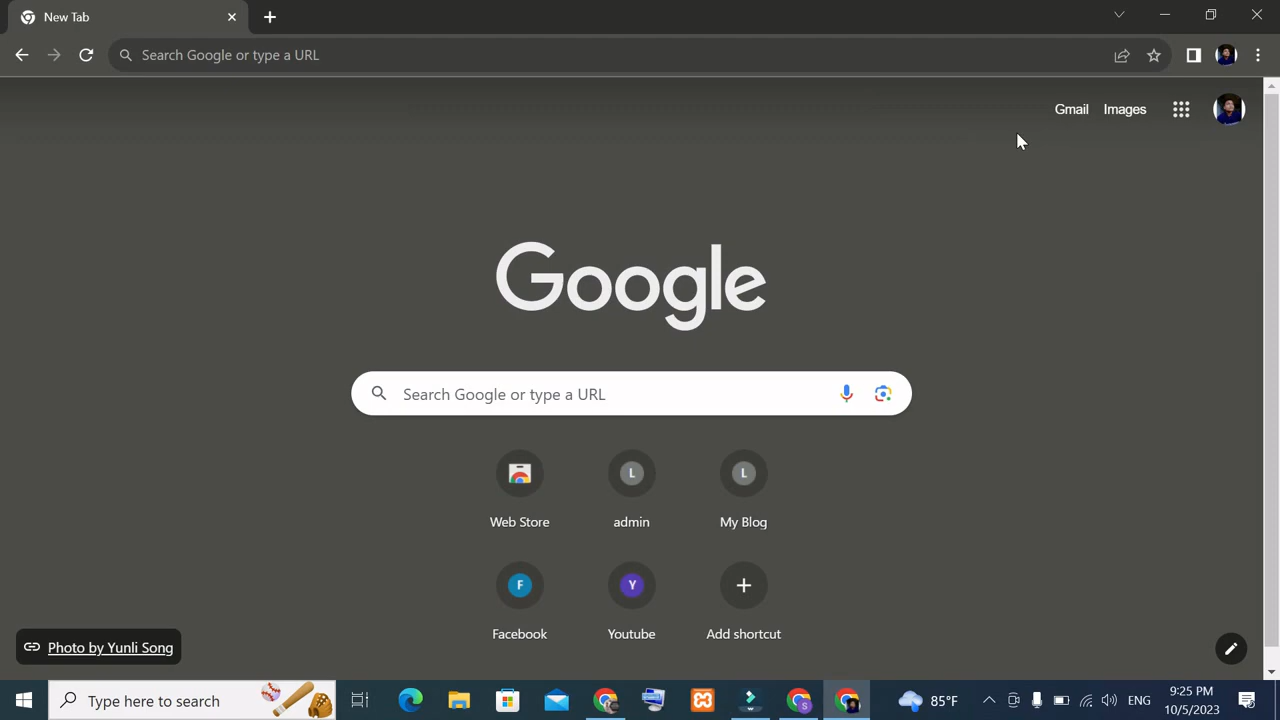 New Tab
Search Google or type a URL
Gmail Images
Google
Search Google or type a URL
L
L
Web Store
admin
My Blog
F
Y
Facebook
Youtube
Add shortcut
Photo by Yunli Song
Type here to search
S
85°F
ENG
9:25 PM
10/5/2023